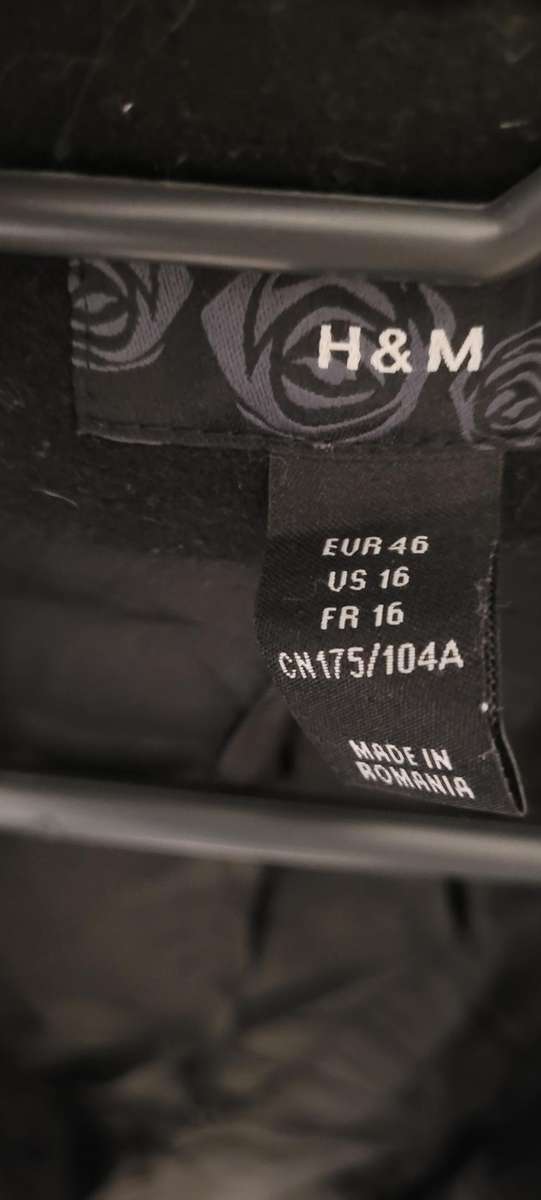 H&M
EUR 46
US 16
FR 16
CN175/104A
MADE IN
ROMANIA